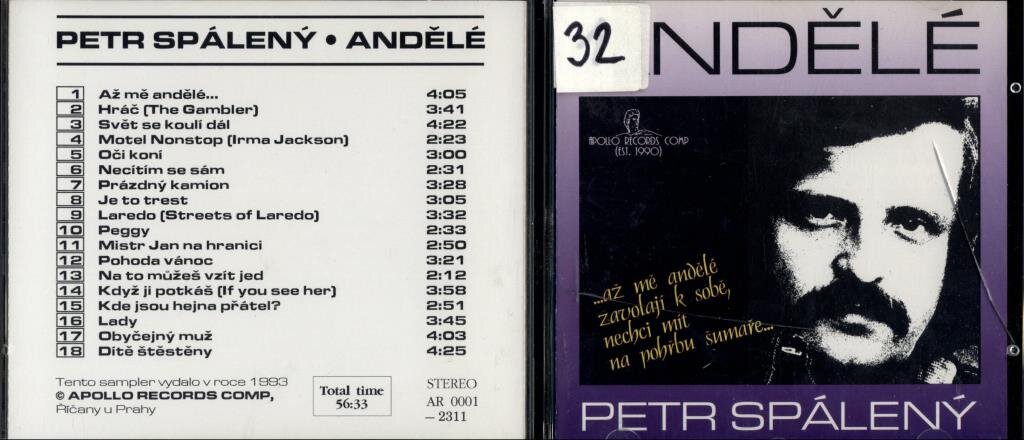 PETR SPÁLENÝ • ANDĚLÉ
1 Až mě andělé... 4:05
2 Hráč (The Gambler) 3:41
3 Svět se koulí dál 4:22
4 Motel Nonstop (Irma Jackson) 2:23
5 Oči koní 3:00
6 Necítím se sám 2:31
7 Prázdný kamion 3:28
8 Je to trest 3:05
9 Laredo (Streets of Laredo) 3:32
10 Peggy 2:33
11 Mistr Jan na hranici 2:50
12 Pohoda vánoc 3:21
13 Na to můžeš vzít jed 2:12
14 Když ji potkáš (If you see her) 3:58
15 Kde jsou hejna přátel? 2:51
16 Lady 3:45
17 Obyčejný muž 4:03
18 Dítě štěstěny 4:25
Tento sampler vydalo v roce 1993
© APOLLO RECORDS COMP,
Říčany u Prahy
Total time
56:33
STEREO
AR 0001
– 2311
32
NDĚLÉ
APOLLO RECORDS COMP
(EST. 1990)
...až mě andělé
zavolají k sobě,
nechci mít
na pohřbu šumaře...
PETR SPÁLENÝ